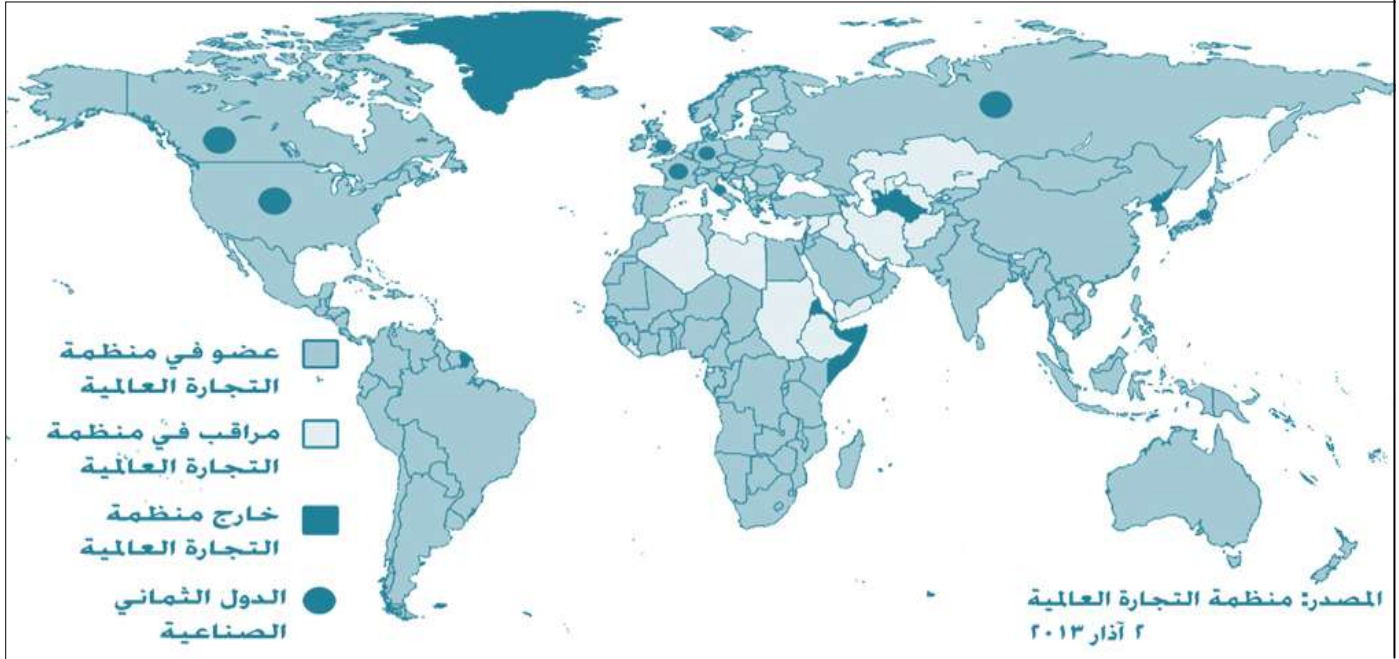 عضو في منظمة
التجارة العالمية
مراقب في منظمة
التجارة العالمية
خارج منظمة
التجارة العالمية
الدول الثماني
الصناعية
المصدر: منظمة التجارة العالمية
٢ آذار ٢٠١٣